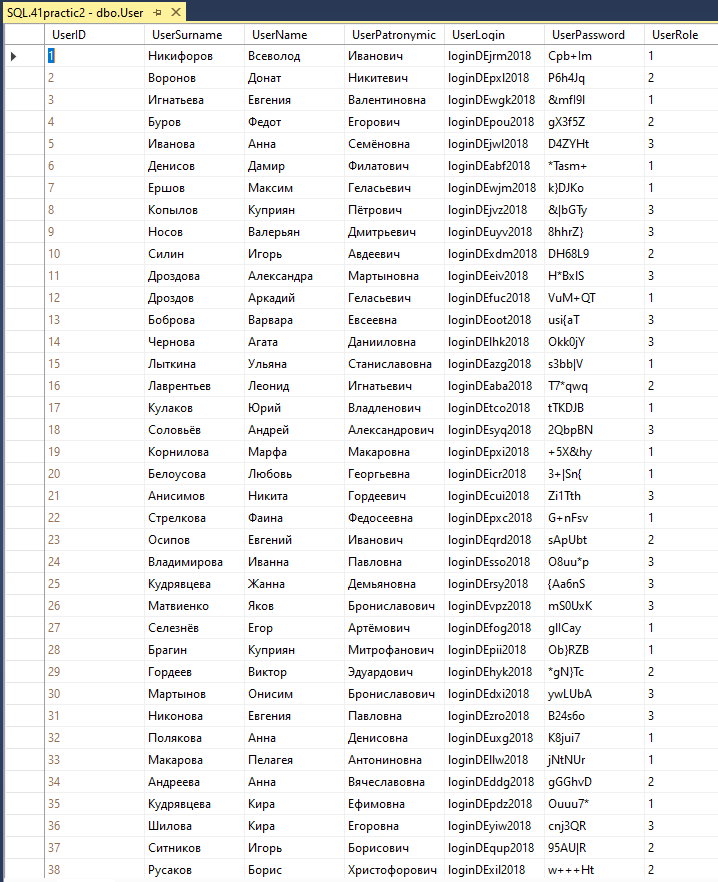 SQL.41practic2 - dbo.User
UserID UserSurname UserName UserPatronymic UserLogin UserPassword UserRole
1 Никифоров Всеволод Иванович loginDEjrm2018 Cpb+Im 1
2 Воронов Донат Никитевич loginDEpxl2018 P6h4Jq 2
3 Игнатьева Евгения Валентиновна loginDEwgk2018 &mfI9l 1
4 Буров Федот Егорович loginDEpou2018 gX3f5Z 2
5 Иванова Анна Семёновна loginDEjwl2018 D4ZYHt 3
6 Денисов Дамир Филатович loginDEabf2018 *Tasm+ 1
7 Ершов Максим Геласьевич loginDEwjm2018 k}DJKo 1
8 Копылов Куприян Пётрович loginDEjvz2018 &|bGTy 3
9 Носов Валерьян Дмитрьевич loginDEuyv2018 8hhrZ} 3
10 Силин Игорь Авдеевич loginDExdm2018 DH68L9 2
11 Дроздова Александра Мартыновна loginDEeiv2018 H*BxlS 3
12 Дроздов Аркадий Геласьевич loginDEfuc2018 VuM+QT 1
13 Боброва Варвара Евсеевна loginDEoot2018 usi{aT 3
14 Чернова Агата Данииловна loginDElhk2018 Okk0jY 3
15 Лыткина Ульяна Станиславовна loginDEazg2018 s3bb|V 1
16 Лаврентьев Леонид Игнатьевич loginDEaba2018 T7*qwq 2
17 Кулаков Юрий Владленович loginDEtco2018 tTKDJB 1
18 Соловьёв Андрей Александрович loginDEsyq2018 2QbpBN 3
19 Корнилова Марфа Макаровна loginDEpxi2018 +5X&hy 1
20 Белоусова Любовь Георгьевна loginDEicr2018 3+|Sn{ 1
21 Анисимов Никита Гордеевич loginDEcui2018 Zi1Tth 3
22 Стрелкова Фаина Федосеевна loginDEpxc2018 G+nFsv 1
23 Осипов Евгений Иванович loginDEqrd2018 sApUbt 2
24 Владимирова Иванна Павловна loginDEsso2018 O8uu*p 3
25 Кудрявцева Жанна Демьяновна loginDErsy2018 {Aa6nS 3
26 Матвиенко Яков Брониславович loginDEvpz2018 mS0UxK 3
27 Селезнёв Егор Артёмович loginDEfog2018 glICay 1
28 Брагин Куприян Митрофанович loginDEpii2018 Ob}RZB 1
29 Гордеев Виктор Эдуардович loginDEhyk2018 *gN}Tc 2
30 Мартынов Онисим Брониславович loginDEdxi2018 ywLUbA 3
31 Никонова Евгения Павловна loginDEzro2018 B24s6o 3
32 Полякова Анна Денисовна loginDEuxg2018 K8jui7 1
33 Макарова Пелагея Антониновна loginDEllw2018 jNtNUr 1
34 Андреева Анна Вячеславовна loginDEddg2018 gGGhvD 2
35 Кудрявцева Кира Ефимовна loginDEpdz2018 Ouuu7* 1
36 Шилова Кира Егоровна loginDEyiw2018 cnj3QR 3
37 Ситников Игорь Борисович loginDEqup2018 95AU|R 2
38 Русаков Борис Христофорович loginDExil2018 w+++Ht 2